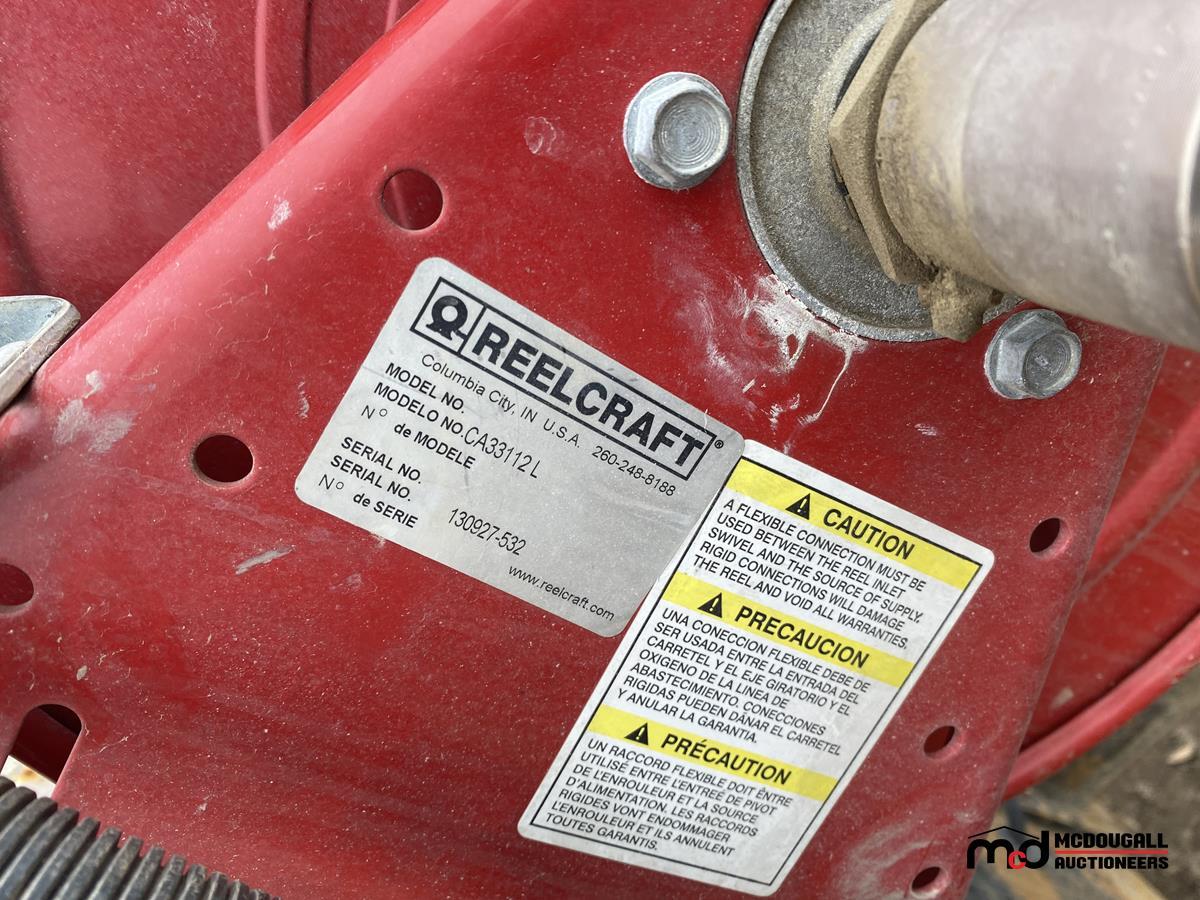 REELCRAFT®
Columbia City, IN U.S.A. 260-248-8188
MODEL NO.
MODELO NO. CA33112 L
N° de MODELE
SERIAL NO.
SERIAL NO.
N° de SERIE 130927-532
www.reelcraft.com
CAUTION
A FLEXIBLE CONNECTION MUST BE
USED BETWEEN THE REEL INLET
SWIVEL AND THE SOURCE OF SUPPLY.
RIGID CONNECTIONS WILL DAMAGE
THE REEL AND VOID ALL WARRANTIES.
PRECAUCION
UNA CONECCION FLEXIBLE DEBE DE
SER USADA ENTRE LA ENTRADA DEL
CARRETEL Y EL EJE GIRATORIO Y EL
OXIGENO DE LA LINEA DE
ABASTECIMIENTO. CONECCIONES
RIGIDAS PUEDEN DAÑAR EL CARRETEL
Y ANULAR LA GARANTIA.
PRÉCAUTION
UN RACCORD FLEXIBLE DOIT ÊNTRE
UTILISÉ ENTRE L'ENTREÉ DE PIVOT
DE L'ENROULEUR ET LA SOURCE
D'ALIMENTATION. LES RACCORDS
RIGIDES VONT ENDOMMAGER
L'ENROULEUR ET ILS ANNULENT
TOUTES GARANTIS.
mcd MCDOUGALL
AUCTIONEERS